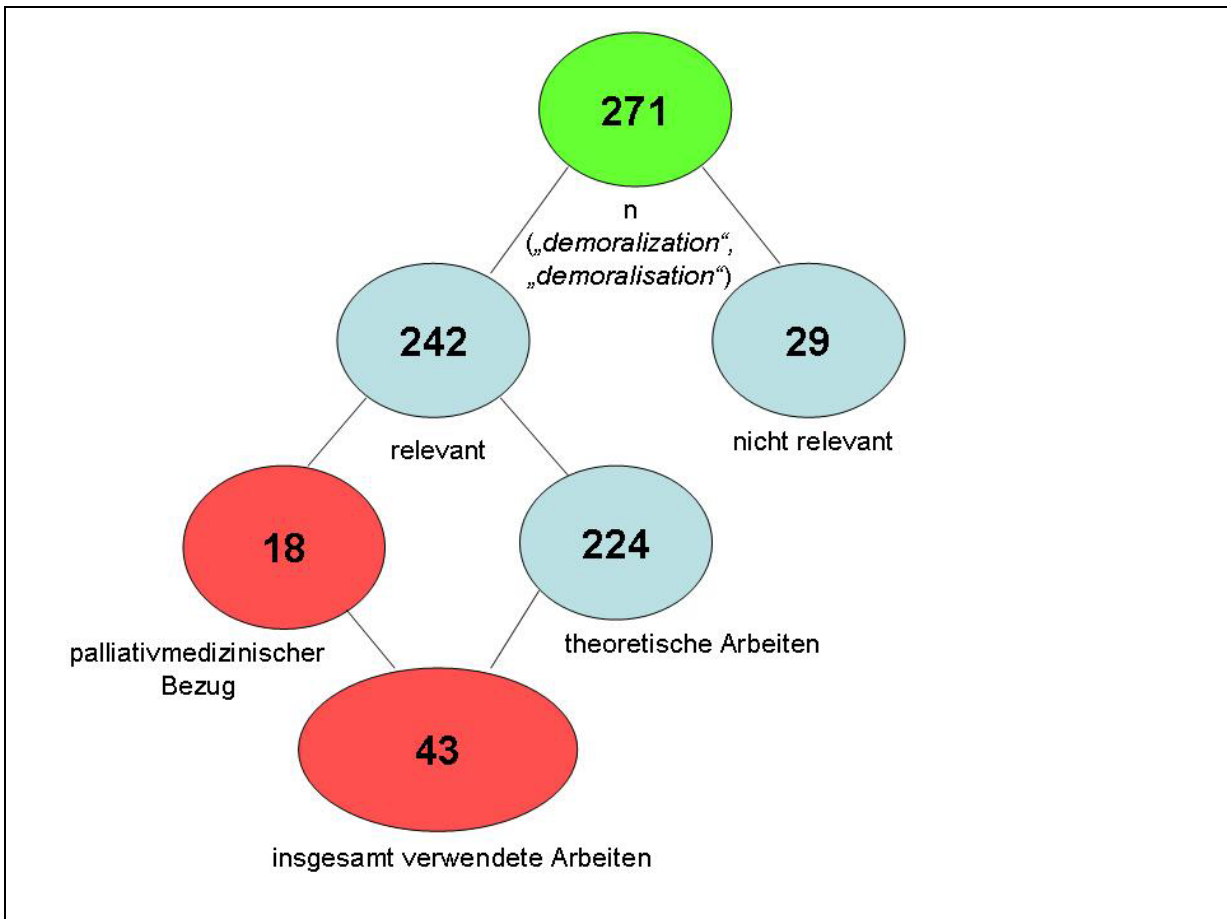 271
n
(„demoralization“,
„demoralisation“)
242
29
relevant
nicht relevant
18
224
palliativmedizinischer
Bezug
theoretische Arbeiten
43
insgesamt verwendete Arbeiten